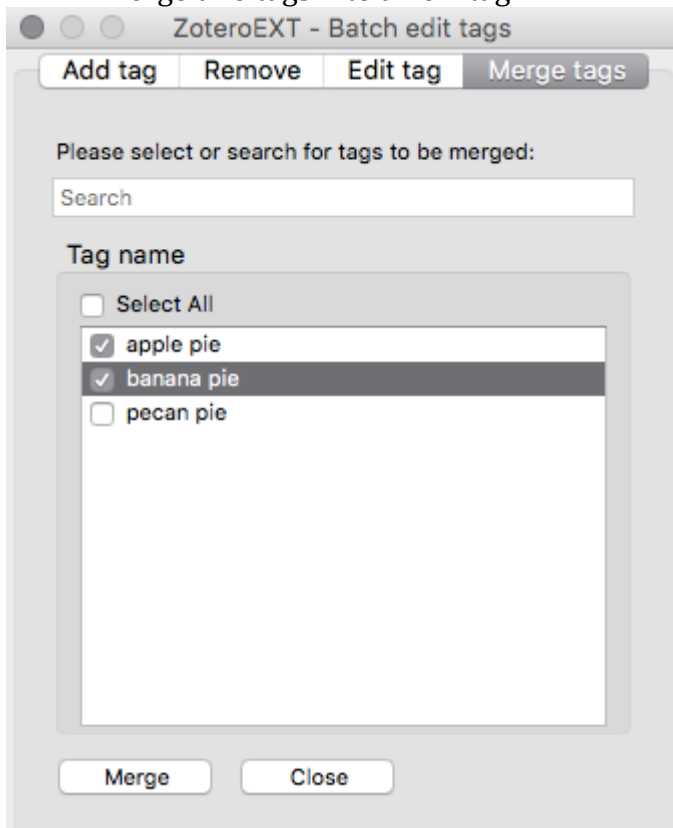 ZoteroEXT - Batch edit tags
Add tag Remove Edit tag Merge tags
Please select or search for tags to be merged:
Search
Tag name
Select All
apple pie
banana pie
pecan pie
Merge Close